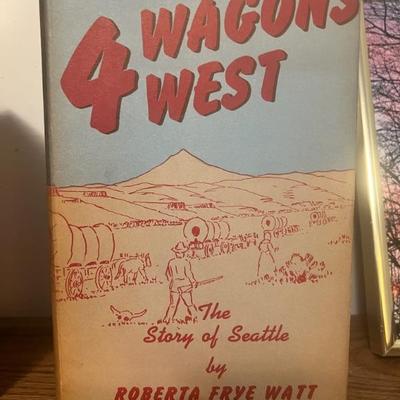 4 WAGONS
WEST
The
Story of Seattle
by
ROBERTA FRYE WATT